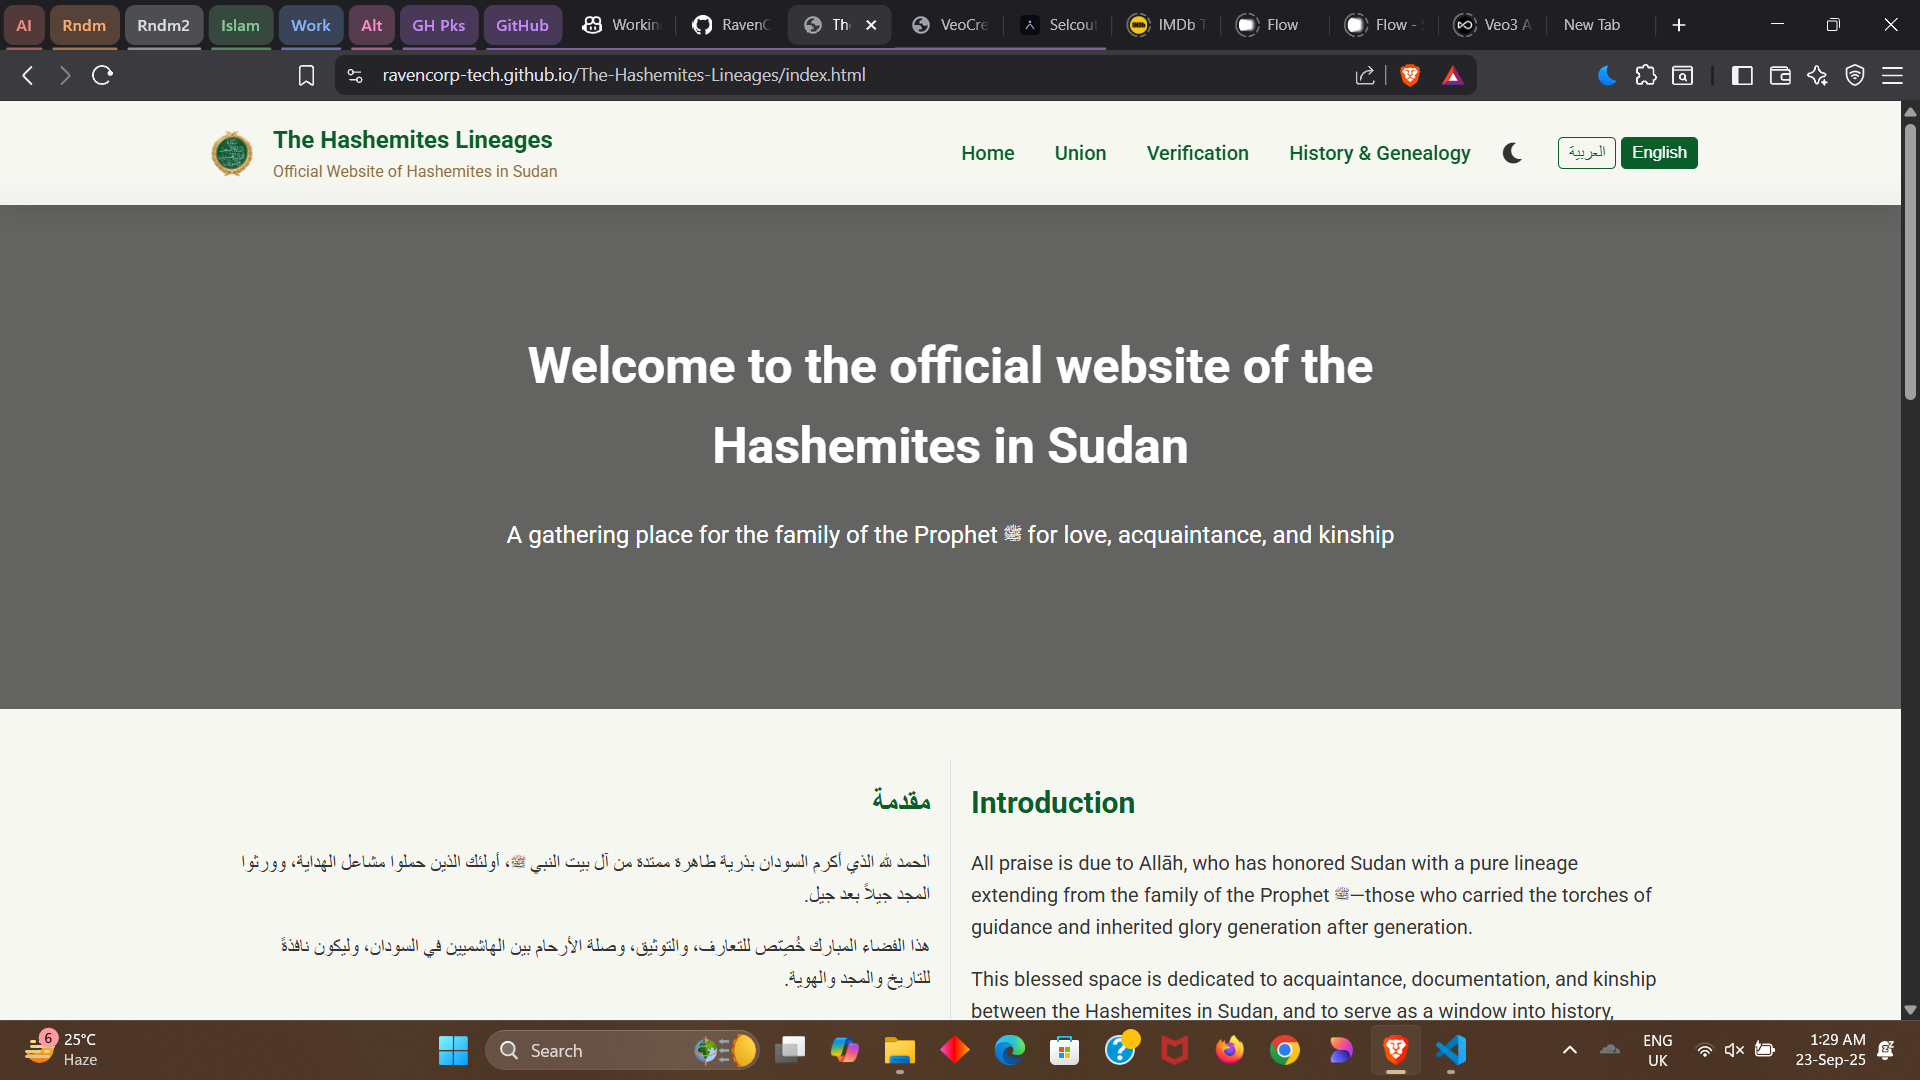 AI Rndm Rndm2 Islam Work Alt GH Pks GitHub Workin RavenC Th VeoCre Selcout IMDb T Flow Flow - Veo3 A New Tab
ravencorp-tech.github.io/The-Hashemites-Lineages/index.html
The Hashemites Lineages
Official Website of Hashemites in Sudan
Home Union Verification History & Genealogy العربية English
Welcome to the official website of the
Hashemites in Sudan
A gathering place for the family of the Prophet ﷺ for love, acquaintance, and kinship
مقدمة
الحمد لله الذي أكرم السودان بذرية طاهرة ممتدة من آل بيت النبي ﷺ، أولئك الذين حملوا مشاعل الهداية، وورثوا
المجد جيلاً بعد جيل.
هذا الفضاء المبارك خُصِّص للتعارف، والتوثيق، وصلة الأرحام بين الهاشميين في السودان، وليكون نافذةً
للتاريخ والمجد والهوية.
Introduction
All praise is due to Allāh, who has honored Sudan with a pure lineage
extending from the family of the Prophet ﷺ—those who carried the torches of
guidance and inherited glory generation after generation.
This blessed space is dedicated to acquaintance, documentation, and kinship
between the Hashemites in Sudan, and to serve as a window into history,
6
25°C
Haze
Search
ENG
UK
1:29 AM
23-Sep-25